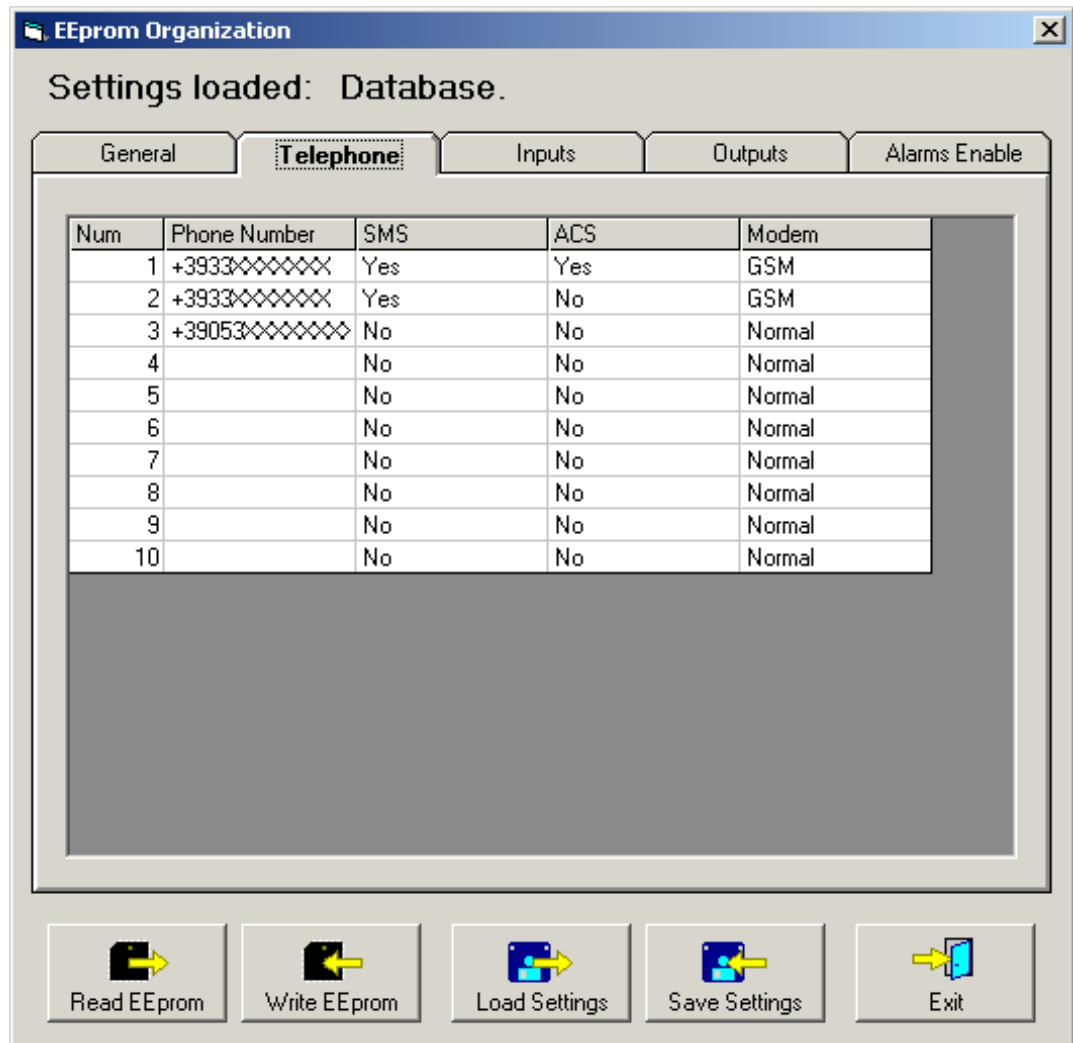 EEprom Organization
Settings loaded: Database.
General Telephone Inputs Outputs Alarms Enable
Num Phone Number SMS ACS Modem
1 +3933XXXXXXX Yes Yes GSM
2 +3933XXXXXXX Yes No GSM
3 +39053XXXXXXXX No No Normal
4 No No Normal
5 No No Normal
6 No No Normal
7 No No Normal
8 No No Normal
9 No No Normal
10 No No Normal
Read EEprom Write EEprom Load Settings Save Settings Exit